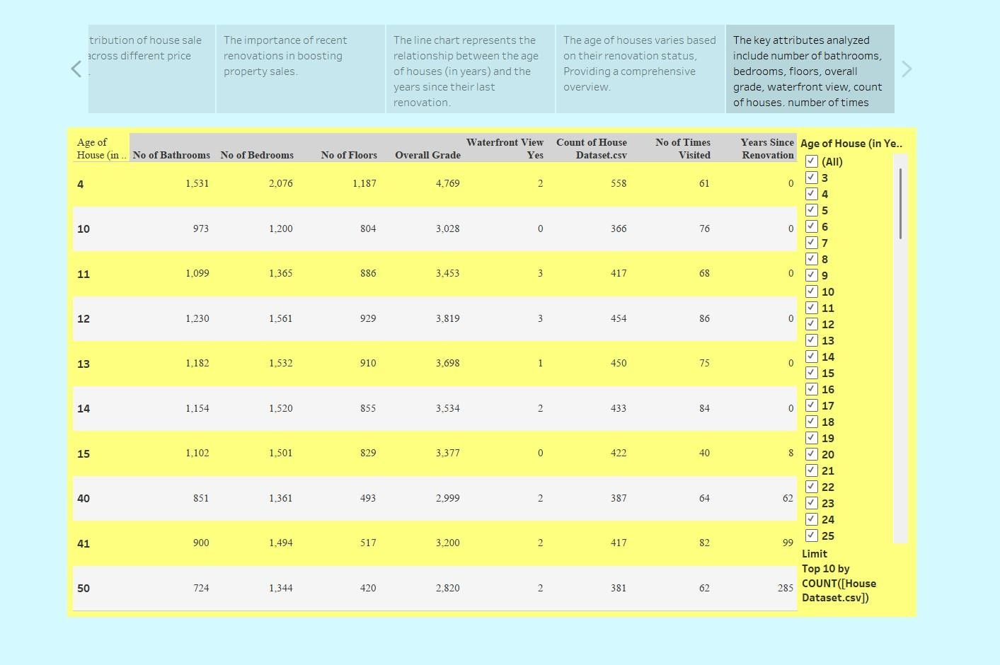 tribution of house sale
across different price
.
The importance of recent
renovations in boosting
property sales.
The line chart represents the
relationship between the age
of houses (in years) and the
years since their last
renovation.
The age of houses varies based
on their renovation status,
Providing a comprehensive
overview.
The key attributes analyzed
include number of bathrooms,
bedrooms, floors, overall
grade, waterfront view, count
of houses. number of times
Age of
House (in .. No of Bathrooms No of Bedrooms No of Floors Overall Grade Waterfront View Yes Count of House Dataset.csv No of Times Visited Years Since Renovation
4 1,531 2,076 1,187 4,769 2 558 61 0
10 973 1,200 804 3,028 0 366 76 0
11 1,099 1,365 886 3,453 3 417 68 0
12 1,230 1,561 929 3,819 3 454 86 0
13 1,182 1,532 910 3,698 1 450 75 0
14 1,154 1,520 855 3,534 2 433 84 0
15 1,102 1,501 829 3,377 0 422 40 8
40 851 1,361 493 2,999 2 387 64 62
41 900 1,494 517 3,200 2 417 82 99
50 724 1,344 420 2,820 2 381 62 285
Age of House (in Ye..
(All)
3
4
5
6
7
8
9
10
11
12
13
14
15
16
17
18
19
20
21
22
23
24
25
Limit
Top 10 by
COUNT([House
Dataset.csv])